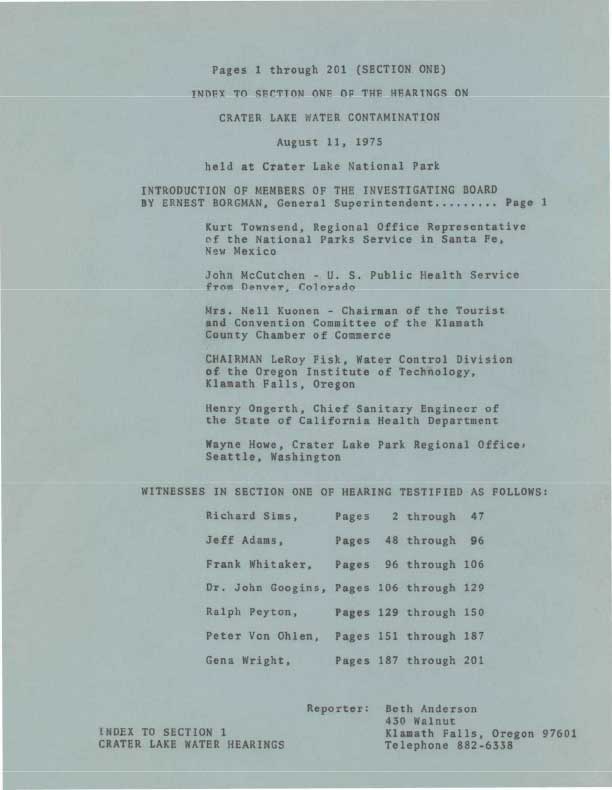 Pages 1 through 201 (SECTION ONE)
INDEX TO SECTION ONE OF THE HEARINGS ON
CRATER LAKE WATER CONTAMINATION
August 11, 1975
held at Crater Lake National Park
INTRODUCTION OF MEMBERS OF THE INVESTIGATING BOARD
BY ERNEST BORGMAN, General Superintendent......... Page 1
Kurt Townsend, Regional Office Representative
of the National Parks Service in Santa Fe,
New Mexico
John McCutchen - U. S. Public Health Service
from Denver, Colorado
Mrs. Nell Kuonen - Chairman of the Tourist
and Convention Committee of the Klamath
County Chamber of Commerce
CHAIRMAN LeRoy Fisk, Water Control Division
of the Oregon Institute of Technology,
Klamath Falls, Oregon
Henry Ongerth, Chief Sanitary Engineer of
the State of California Health Department
Wayne Howe, Crater Lake Park Regional Office,
Seattle, Washington
WITNESSES IN SECTION ONE OF HEARING TESTIFIED AS FOLLOWS:
Richard Sims, Pages 2 through 47
Jeff Adams, Pages 48 through 96
Frank Whitaker, Pages 96 through 106
Dr. John Googins, Pages 106 through 129
Ralph Peyton, Pages 129 through 150
Peter Von Ohlen, Pages 151 through 187
Gena Wright, Pages 187 through 201
Reporter: Beth Anderson
430 Walnut
INDEX TO SECTION 1 Klamath Falls, Oregon 97601
CRATER LAKE WATER HEARINGS Telephone 882-6338